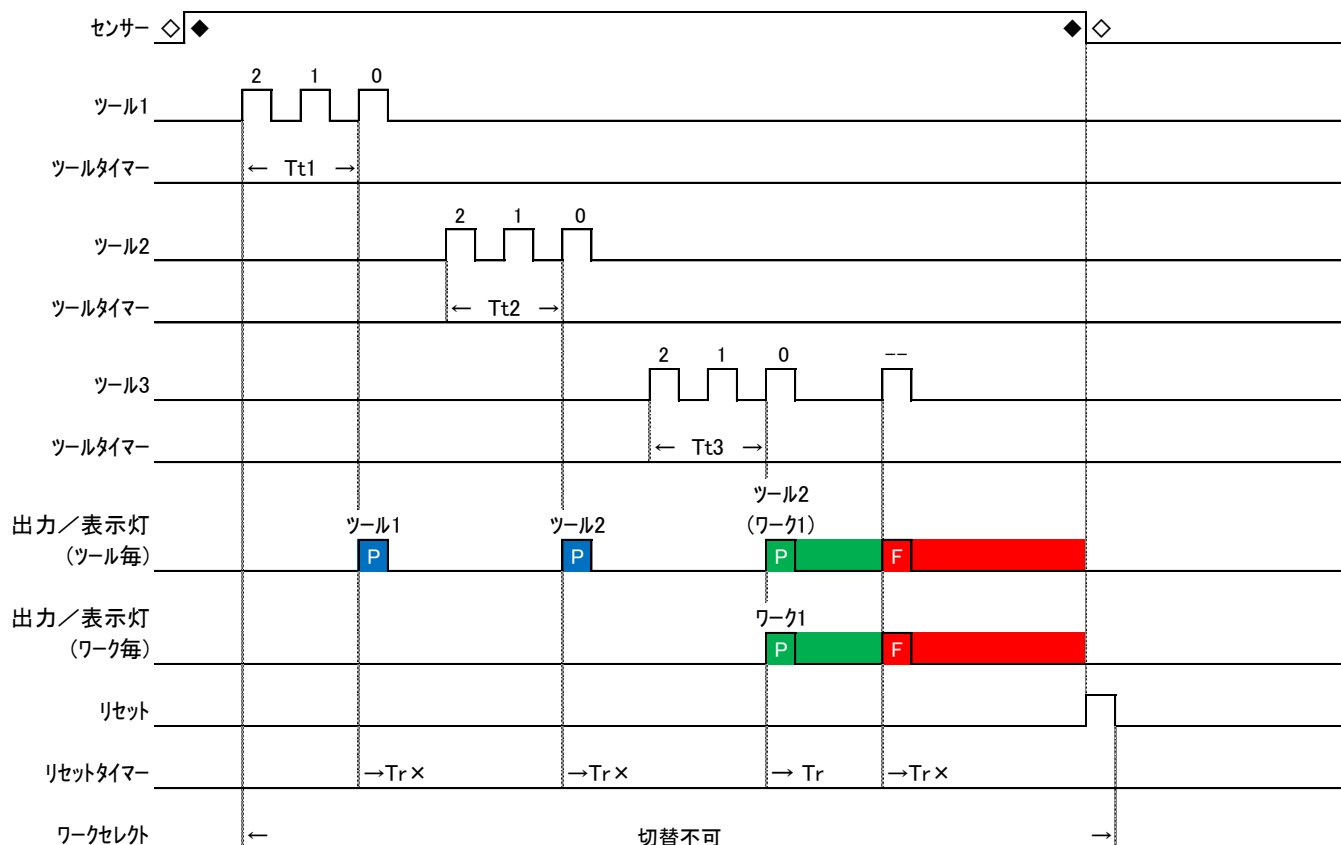 センサー ◇ ◆ ◆ ◇
2 1 0
ツール1
ツールタイマー ← Tt1 →
2 1 0
ツール2
ツールタイマー ← Tt2 →
2 1 0 --
ツール3
ツールタイマー ← Tt3 →
ツール2
出力／表示灯 ツール1 ツール2 (ワーク1)
(ツール毎) P P P F
出力／表示灯 ワーク1
(ワーク毎) P F
リセット
リセットタイマー →Tr× →Tr× → Tr →Tr×
ワークセレクト ← 切替不可 →